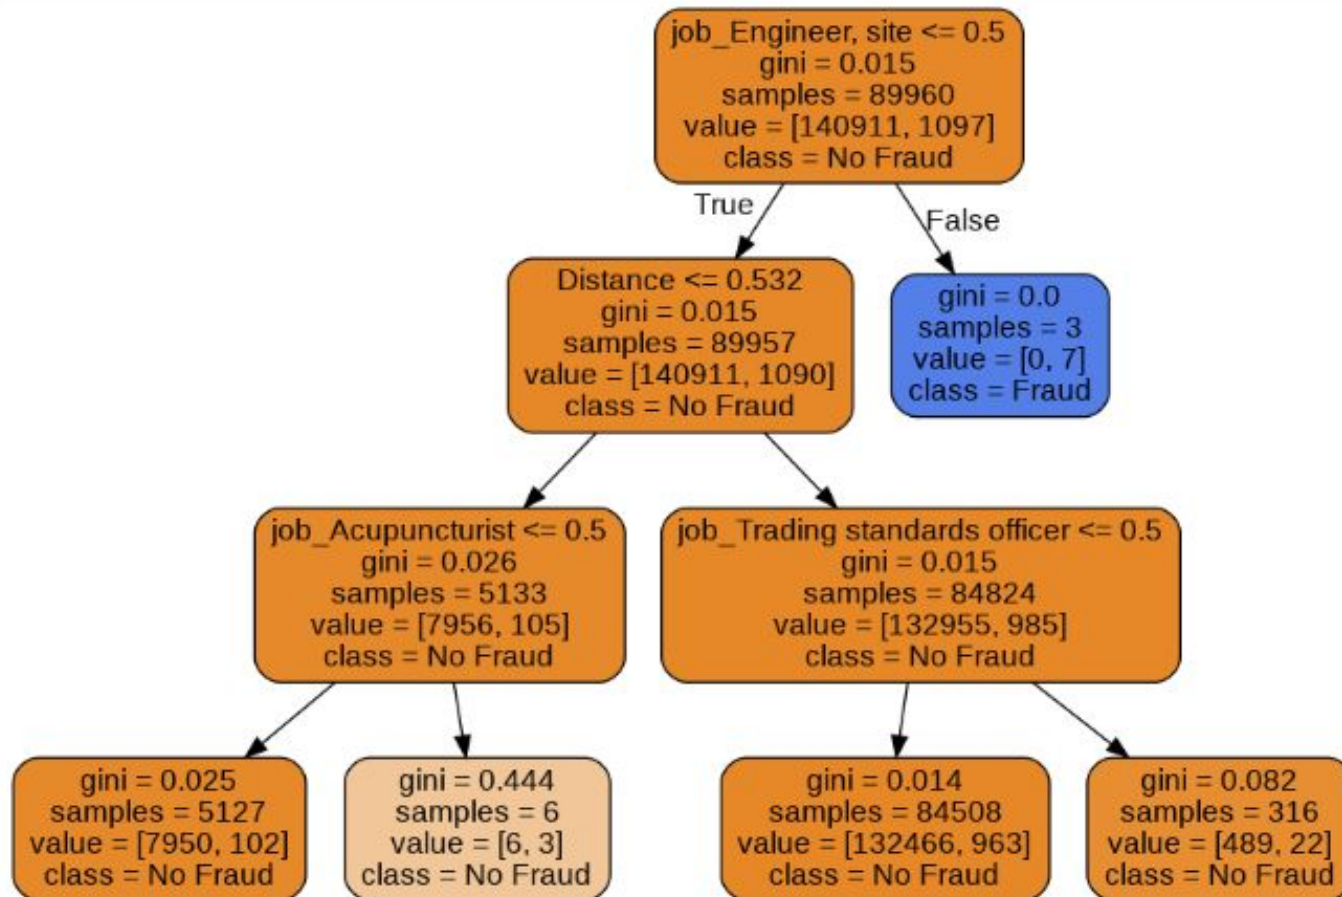 job_Engineer, site <= 0.5
gini = 0.015
samples = 89960
value = [140911, 1097]
class = No Fraud
True
False
Distance <= 0.532
gini = 0.015
samples = 89957
value = [140911, 1090]
class = No Fraud
gini = 0.0
samples = 3
value = [0, 7]
class = Fraud
job_Acupuncturist <= 0.5
gini = 0.026
samples = 5133
value = [7956, 105]
class = No Fraud
job_Trading standards officer <= 0.5
gini = 0.015
samples = 84824
value = [132955, 985]
class = No Fraud
gini = 0.025
samples = 5127
value = [7950, 102]
class = No Fraud
gini = 0.444
samples = 6
value = [6, 3]
class = No Fraud
gini = 0.014
samples = 84508
value = [132466, 963]
class = No Fraud
gini = 0.082
samples = 316
value = [489, 22]
class = No Fraud